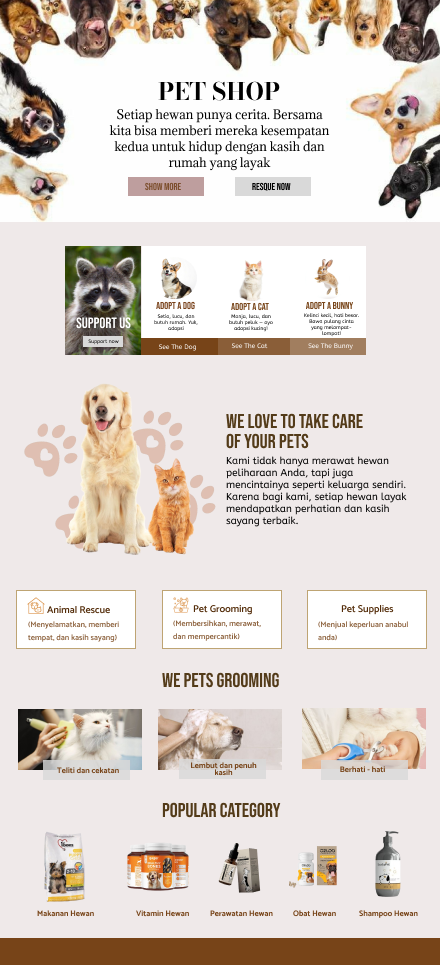 PET SHOP
Setiap hewan punya cerita. Bersama
kita bisa memberi mereka kesempatan
kedua untuk hidup dengan kasih dan
rumah yang layak
SHOW MORE
RESQUE NOW
SUPPORT US
Support now
ADOPT A DOG
Setia, lucu, dan
butuh rumah. Yuk,
adopsi
See The Dog
ADOPT A CAT
Manja, lucu, dan
butuh peluk — ayo
adopsi kucing!
See The Cat
ADOPT A BUNNY
Kelinci kecil, hati besar.
Bawa pulang cinta
yang melompat-
lompat!
See The Bunny
WE LOVE TO TAKE CARE
OF YOUR PETS
Kami tidak hanya merawat hewan
peliharaan Anda, tapi juga
mencintainya seperti keluarga sendiri.
Karena bagi kami, setiap hewan layak
mendapatkan perhatian dan kasih
sayang terbaik.
Animal Rescue
(Menyelamatkan, memberi
tempat, dan kasih sayang)
Pet Grooming
(Membersihkan, merawat,
dan mempercantik)
Pet Supplies
(Menjual keperluan anabul
anda)
WE PETS GROOMING
Teliti dan cekatan
Lembut dan penuh
kasih
Berhati - hati
POPULAR CATEGORY
Makanan Hewan
Vitamin Hewan
Perawatan Hewan
Obat Hewan
Shampoo Hewan